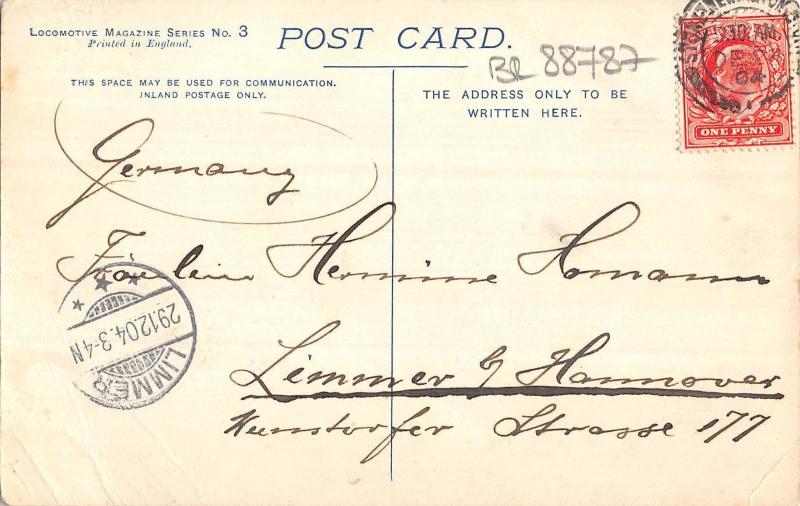 LOCOMOTIVE MAGAZINE SERIES NO. 3
Printed in England.
POST CARD.
BR 88787
THIS SPACE MAY BE USED FOR COMMUNICATION.
INLAND POSTAGE ONLY.
THE ADDRESS ONLY TO BE
WRITTEN HERE.
ONE PENNY
Germany
Fräulein Hermine Homann
Limmer b/ Hannover
Wunstorfer Strasse 177
29.12.04.3-4N
LIMMER